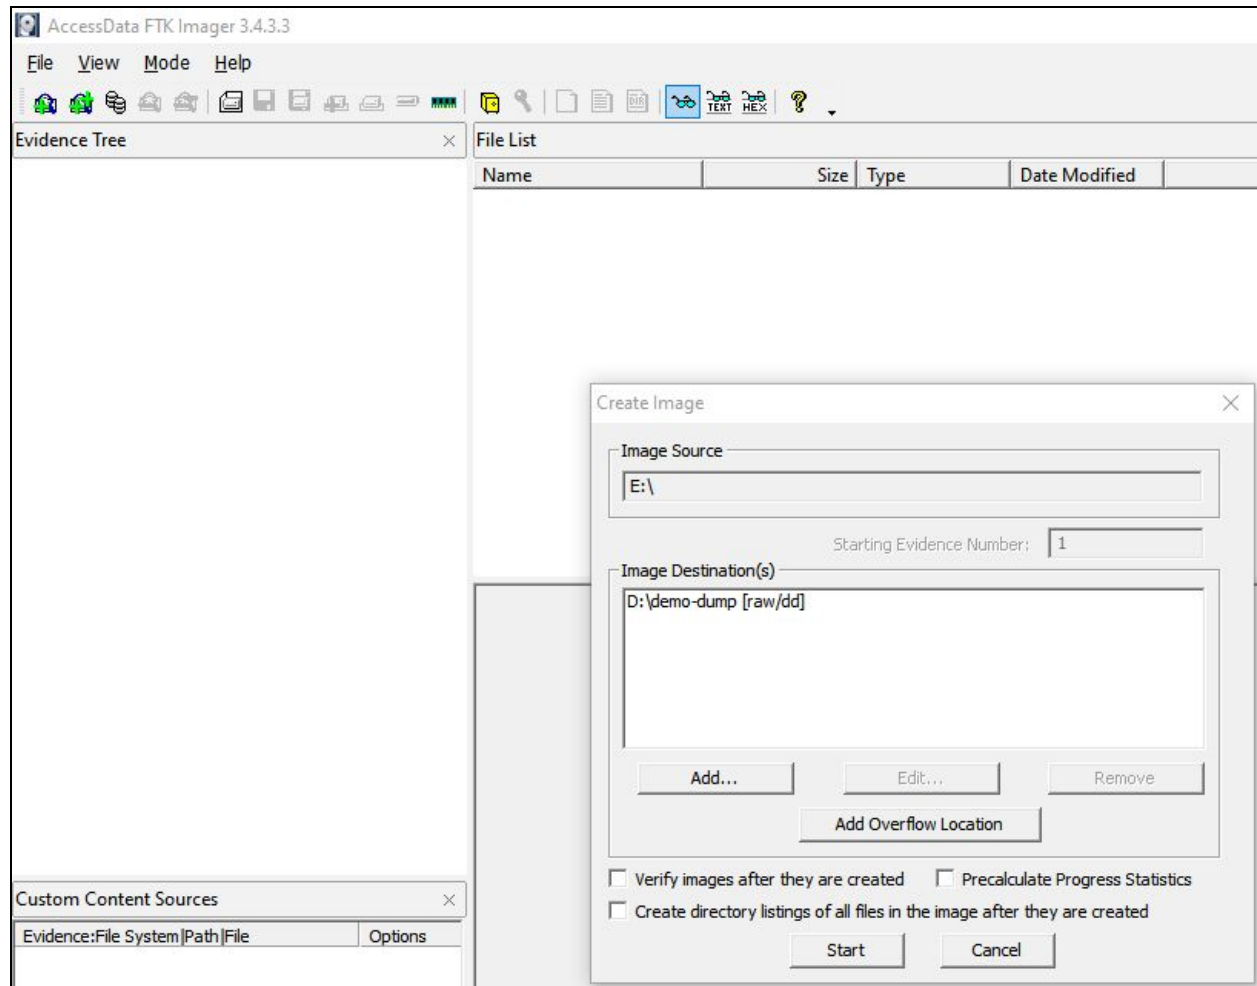 AccessData FTK Imager 3.4.3.3
File View Mode Help
DIR TEXT HEX ?
Evidence Tree
File List
Name Size Type Date Modified
Create Image
Image Source
E:\
Starting Evidence Number: 1
Image Destination(s)
D:\demo-dump [raw/dd]
Add... Edit... Remove
Add Overflow Location
Verify images after they are created Precalculate Progress Statistics
Create directory listings of all files in the image after they are created
Start Cancel
Custom Content Sources
Evidence:File System|Path|File Options